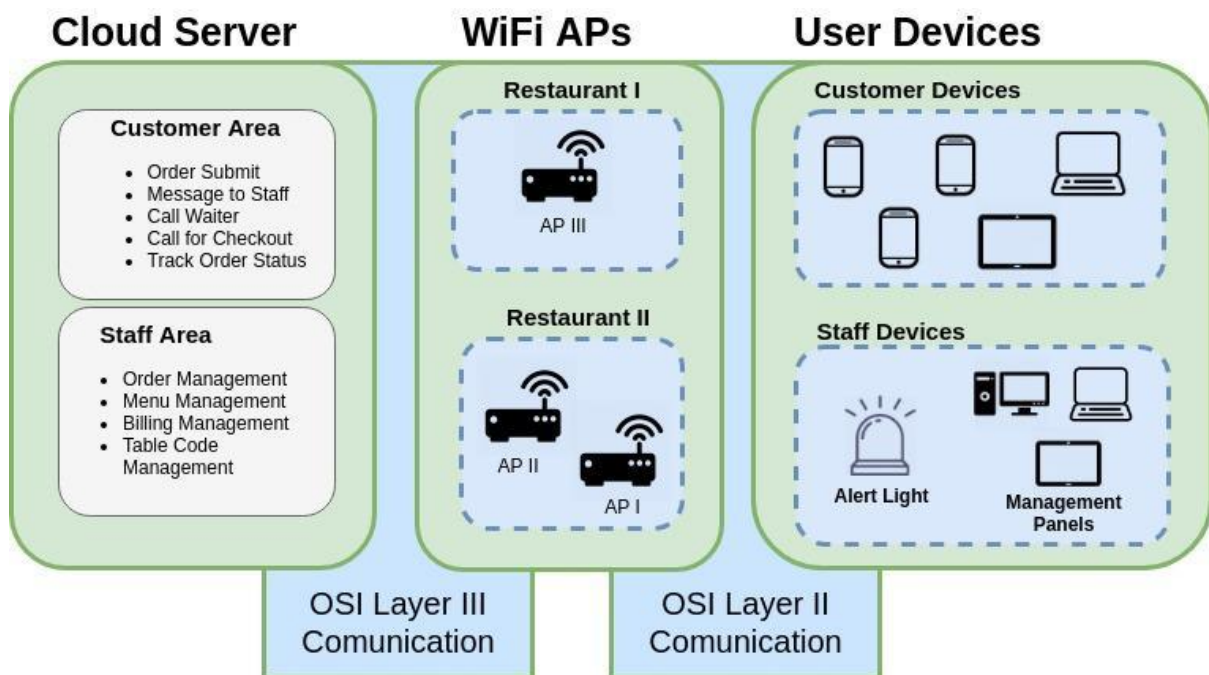 Cloud Server
WiFi APs
User Devices
Customer Area
Order Submit
Message to Staff
Call Waiter
Call for Checkout
Track Order Status
Staff Area
Order Management
Menu Management
Billing Management
Table Code
Management
Restaurant I
AP III
Restaurant II
AP II
AP I
Customer Devices
Staff Devices
Alert Light
Management
Panels
OSI Layer III
Comunication
OSI Layer II
Comunication